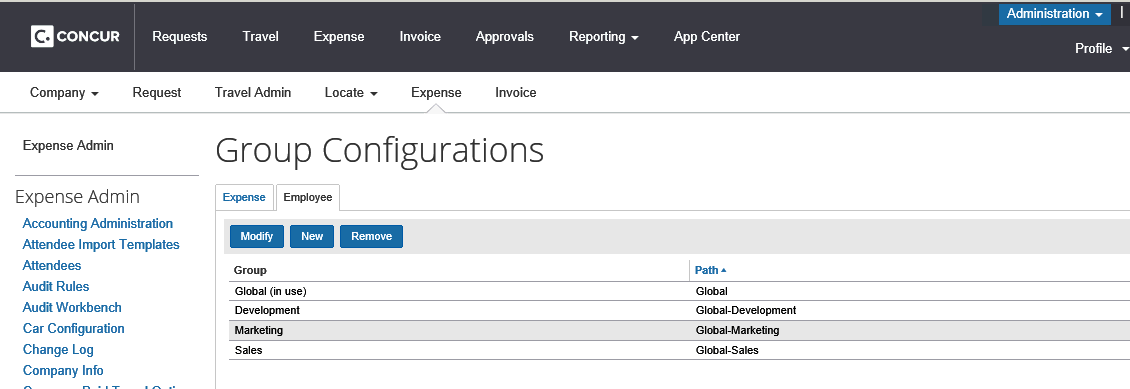 Administration
C. CONCUR Requests Travel Expense Invoice Approvals Reporting App Center
Profile
Company Request Travel Admin Locate Expense Invoice
Expense Admin
Group Configurations
Expense Admin
Expense Employee
Accounting Administration
Attendee Import Templates
Attendees
Audit Rules
Audit Workbench
Car Configuration
Change Log
Company Info
Modify New Remove
Group Path
Global (in use) Global
Development Global-Development
Marketing Global-Marketing
Sales Global-Sales